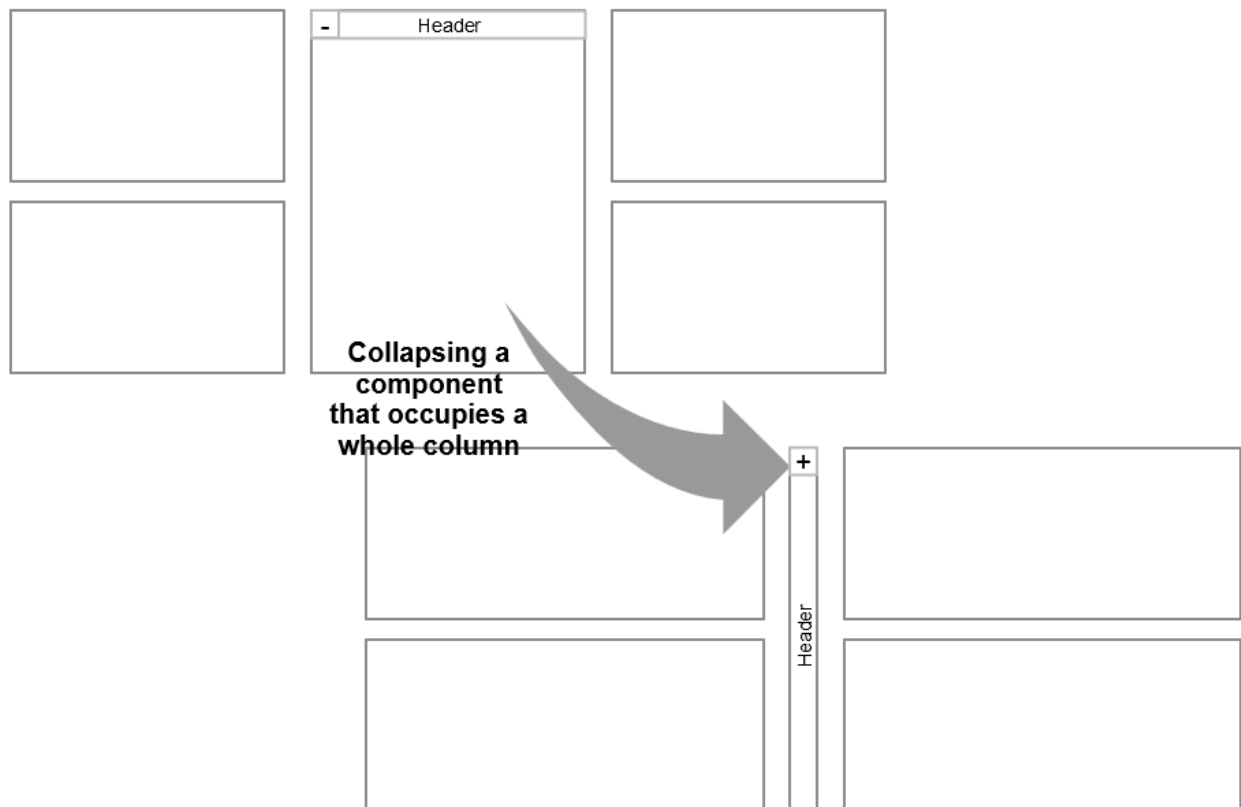 - Header
Collapsing a
component
that occupies a
whole column
+
Header